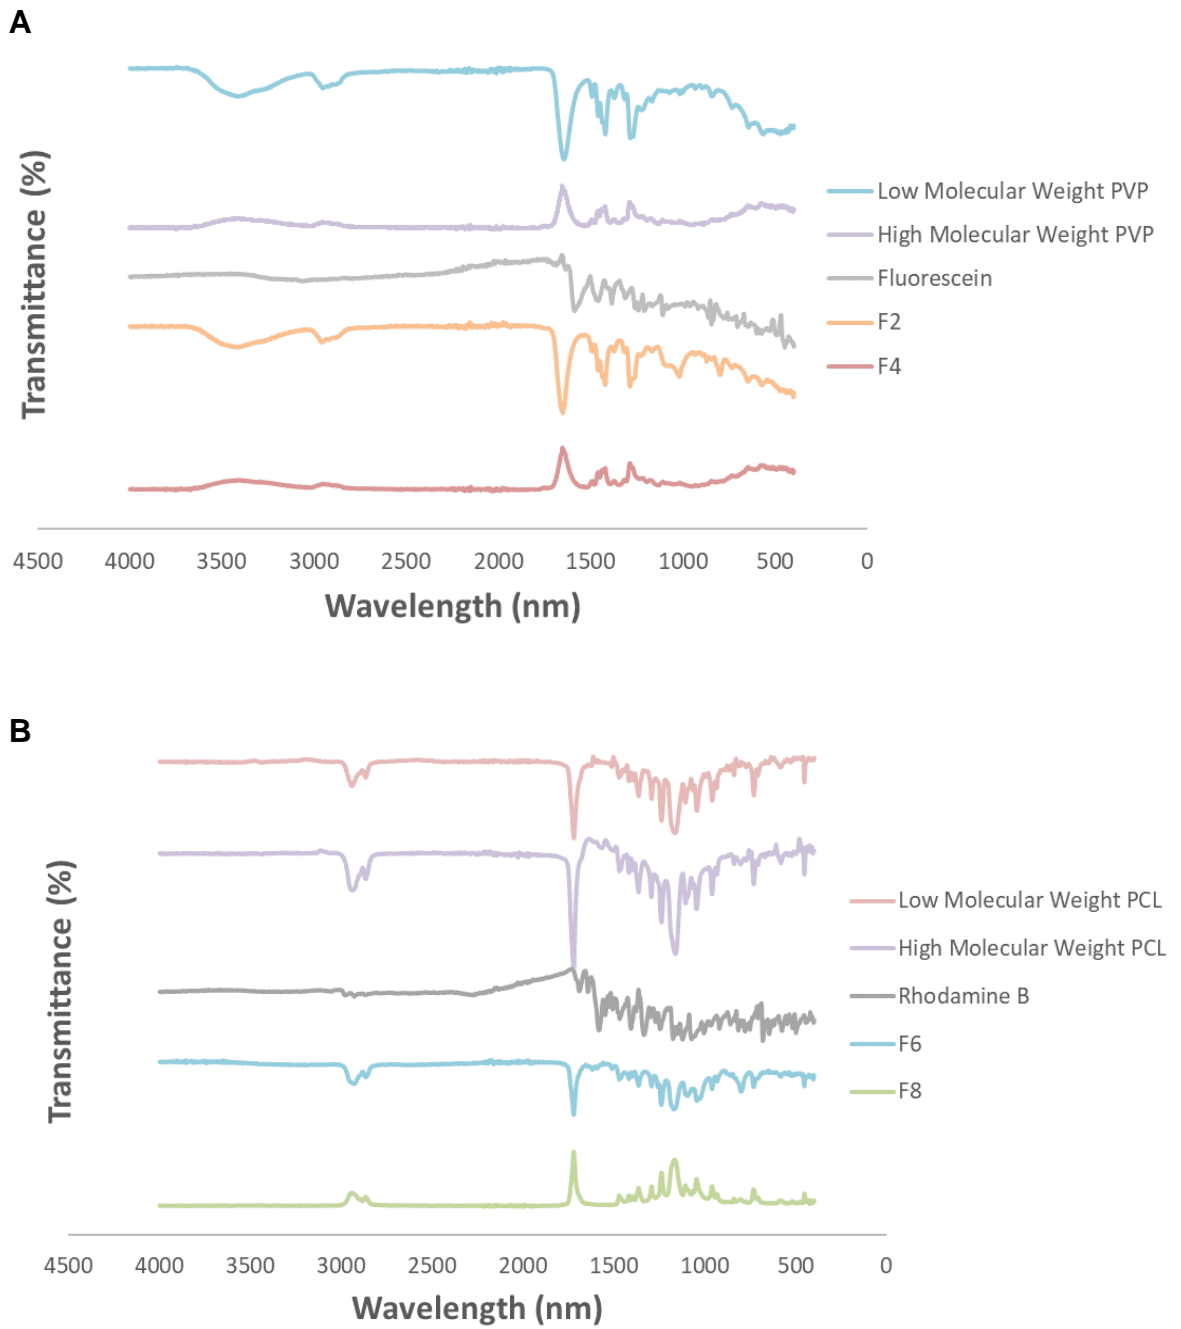 A
Transmittance (%)
Low Molecular Weight PVP
High Molecular Weight PVP
Fluorescein
F2
F4
4500 4000 3500 3000 2500 2000 1500 1000 500 0
Wavelength (nm)
B
Transmittance (%)
Low Molecular Weight PCL
High Molecular Weight PCL
Rhodamine B
F6
F8
4500 4000 3500 3000 2500 2000 1500 1000 500 0
Wavelength (nm)